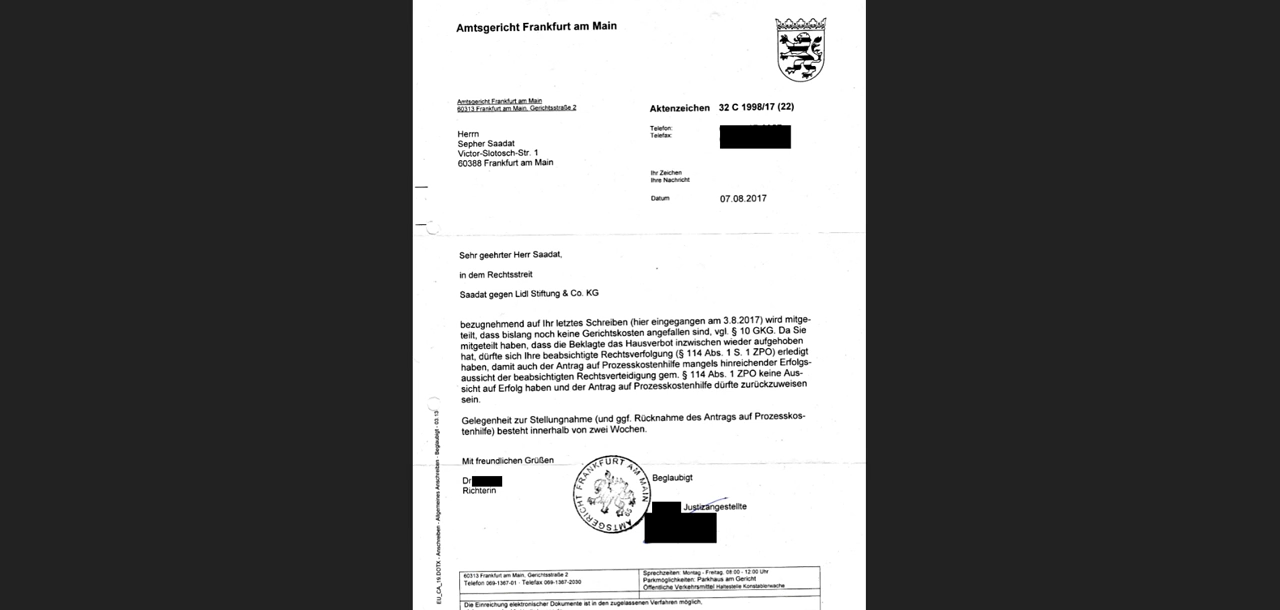 Amtsgericht Frankfurt am Main
Amtsgericht Frankfurt am Main
60313 Frankfurt am Main, Gerichtsstraße 2
Aktenzeichen 32 C 1998/17 (22)
Telefon:
Telefax:
Herrn
Sepher Saadat
Victor-Slotosch-Str. 1
60388 Frankfurt am Main
Ihr Zeichen
Ihre Nachricht
Datum 07.08.2017
Sehr geehrter Herr Saadat,
in dem Rechtsstreit
Saadat gegen Lidl Stiftung & Co. KG
bezugnehmend auf Ihr letztes Schreiben (hier eingegangen am 3.8.2017) wird mitge-
teilt, dass bislang noch keine Gerichtskosten angefallen sind, vgl. § 10 GKG. Da Sie
mitgeteilt haben, dass die Beklagte das Hausverbot inzwischen wieder aufgehoben
hat, dürfte sich Ihre beabsichtigte Rechtsverfolgung (§ 114 Abs. 1 S. 1 ZPO) erledigt
haben, damit auch der Antrag auf Prozesskostenhilfe mangels hinreichender Erfolgs-
aussicht der beabsichtigten Rechtsverteidigung gem. § 114 Abs. 1 ZPO keine Aus-
sicht auf Erfolg haben und der Antrag auf Prozesskostenhilfe dürfte zurückzuweisen
sein.
Gelegenheit zur Stellungnahme (und ggf. Rücknahme des Antrags auf Prozesskos-
tenhilfe) besteht innerhalb von zwei Wochen.
Mit freundlichen Grüßen
Dr
Richterin
AMTSGERICHT FRANKFURT AM MAIN
Beglaubigt
Justizangestellte
EU_CA_19.DOTX - Anschreiben - Allgemeines Anschreiben - Beglaubigt - 03.13
60313 Frankfurt am Main, Gerichtsstraße 2
Telefon 069-1367-01 · Telefax 069-1367-2030
Sprechzeiten: Montag - Freitag, 08:00 - 12:00 Uhr
Parkmöglichkeiten: Parkhaus am Gericht
Öffentliche Verkehrsmittel Haltestelle Konstablerwache
Die Einreichung elektronischer Dokumente ist in den zugelassenen Verfahren möglich,